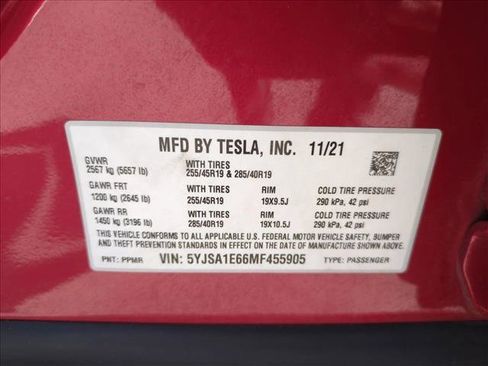 MFD BY TESLA, INC. 11/21
GVWR WITH TIRES
2567 kg (5657 lb) 255/45R19 & 285/40R19
GAWR FRT WITH TIRES RIM COLD TIRE PRESSURE
1200 kg (2645 lb) 255/45R19 19X9.5J 290 kPa, 42 psi
GAWR RR WITH TIRES RIM COLD TIRE PRESSURE
1450 kg (3196 lb) 285/40R19 19X10.5J 290 kPa, 42 psi
THIS VEHICLE CONFORMS TO ALL APPLICABLE U.S. FEDERAL MOTOR VEHICLE SAFETY, BUMPER
AND THEFT PREVENTION STANDARDS IN EFFECT ON THE DATE OF MANUFACTURE SHOWN ABOVE.
PNT: PPMR VIN: 5YJSA1E66MF455905 TYPE: PASSENGER